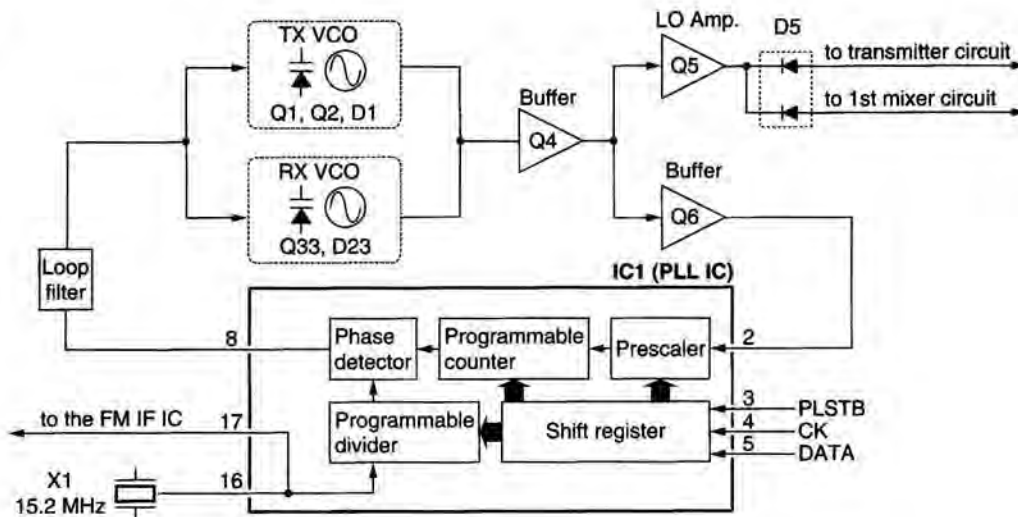 TX VCO
Q1, Q2, D1
RX VCO
Q33, D23
Buffer
Q4
LO Amp.
Q5
D5
to transmitter circuit
to 1st mixer circuit
Buffer
Q6
Loop
filter
IC1 (PLL IC)
8
Phase
detector
Programmable
counter
Prescaler
2
to the FM IF IC
17
Programmable
divider
Shift register
3
PLSTB
4
CK
5
DATA
X1
15.2 MHz
16